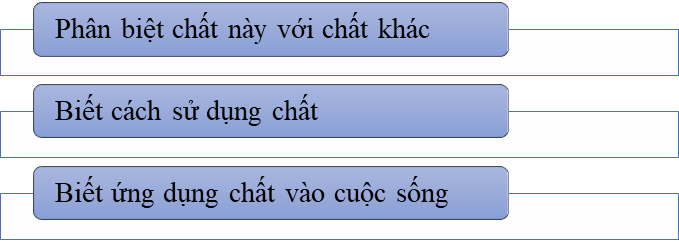 Phân biệt chất này với chất khác
Biết cách sử dụng chất
Biết ứng dụng chất vào cuộc sống